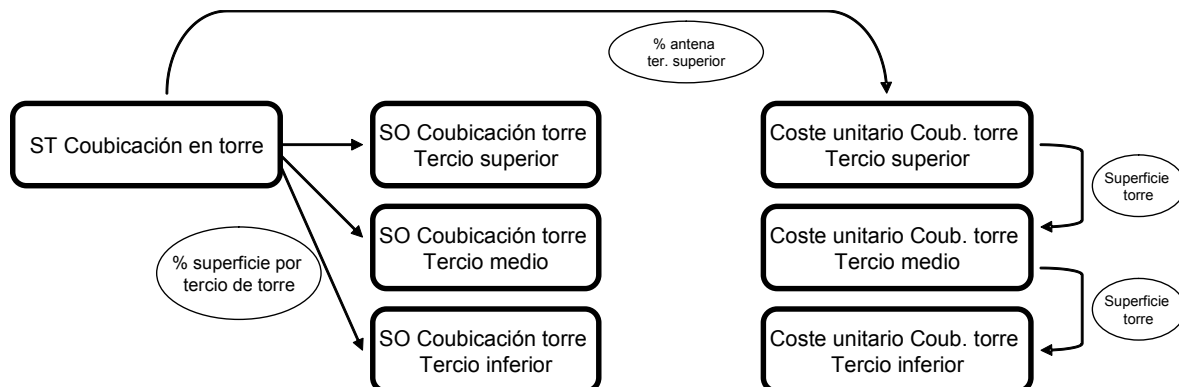 % antena
ter. superior
ST Coubicación en torre
SO Coubicación torre
Tercio superior
Coste unitario Coub. torre
Tercio superior
Superficie
torre
SO Coubicación torre
Tercio medio
Coste unitario Coub. torre
Tercio medio
% superficie por
tercio de torre
Superficie
torre
SO Coubicación torre
Tercio inferior
Coste unitario Coub. torre
Tercio inferior